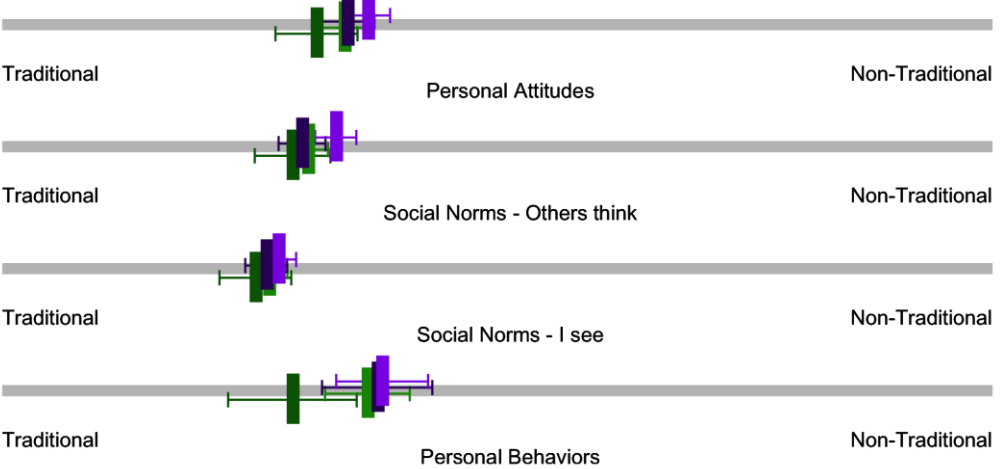 Traditional
Non-Traditional
Personal Attitudes
Traditional
Non-Traditional
Social Norms - Others think
Traditional
Non-Traditional
Social Norms - I see
Traditional
Non-Traditional
Personal Behaviors